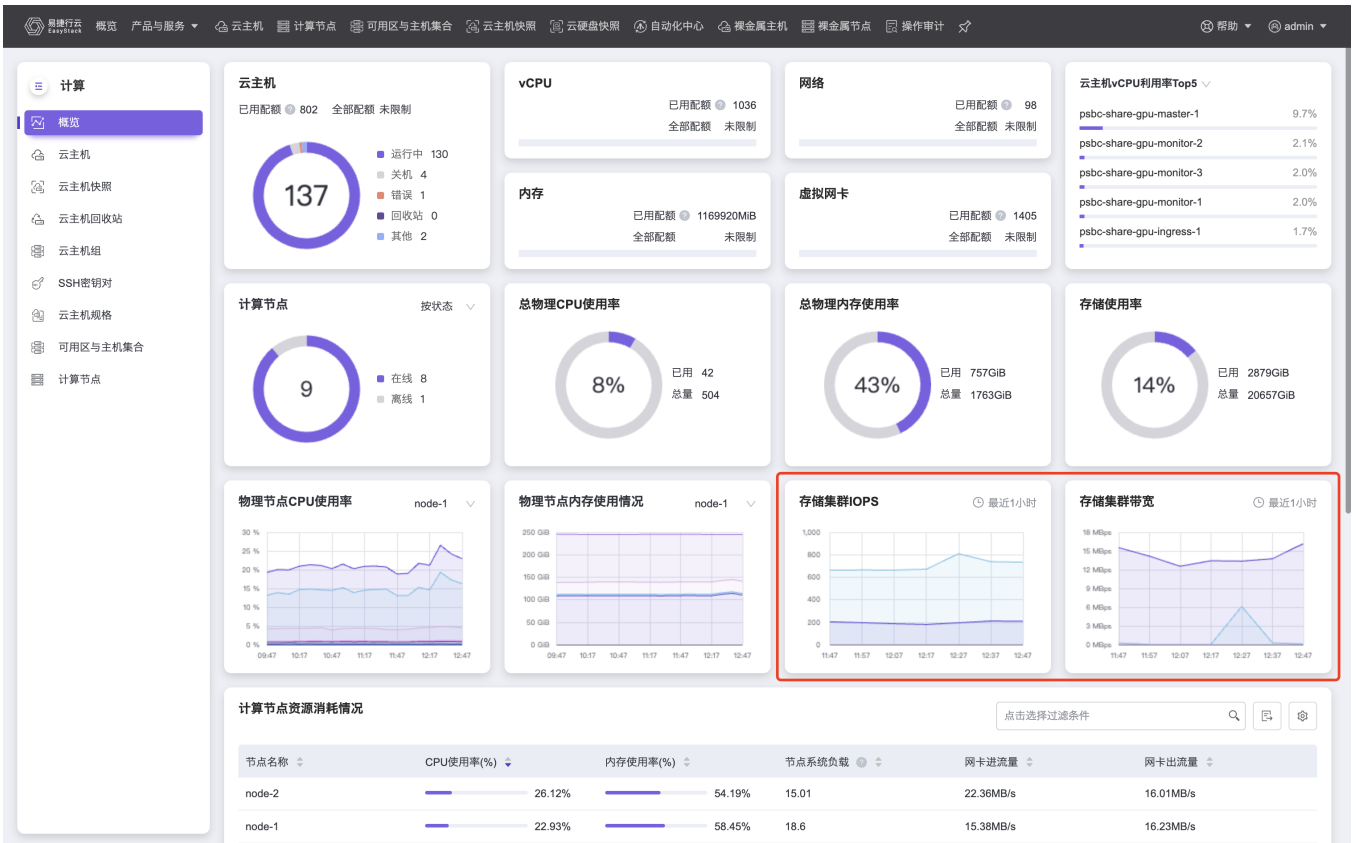 易捷行云 EasyStack 概览 产品与服务 云主机 计算节点 可用区与主机集合 云主机快照 云硬盘快照 自动化中心 裸金属主机 裸金属节点 操作审计 帮助 admin
计算
概览
云主机
云主机快照
云主机回收站
云主机组
SSH密钥对
云主机规格
可用区与主机集合
计算节点
云主机
已用配额 802 全部配额 未限制
137
运行中 130
关机 4
错误 1
回收站 0
其他 2
vCPU
已用配额 1036
全部配额 未限制
内存
已用配额 1169920MiB
全部配额 未限制
网络
已用配额 98
全部配额 未限制
虚拟网卡
已用配额 1405
全部配额 未限制
云主机vCPU利用率Top5
psbc-share-gpu-master-1 9.7%
psbc-share-gpu-monitor-2 2.1%
psbc-share-gpu-monitor-3 2.0%
psbc-share-gpu-monitor-1 2.0%
psbc-share-gpu-ingress-1 1.7%
计算节点 按状态
9
在线 8
离线 1
总物理CPU使用率
8%
已用 42
总量 504
总物理内存使用率
43%
已用 757GiB
总量 1763GiB
存储使用率
14%
已用 2879GiB
总量 20657GiB
物理节点CPU使用率 node-1
30 %
25 %
20 %
15 %
10 %
5 %
0 %
09:47 10:17 10:47 11:17 11:47 12:17 12:47
物理节点内存使用情况 node-1
250 GiB
200 GiB
150 GiB
100 GiB
50 GiB
0 GiB
09:47 10:17 10:47 11:17 11:47 12:17 12:47
存储集群IOPS 最近1小时
1,000
800
600
400
200
0
11:47 11:57 12:07 12:17 12:27 12:37 12:47
存储集群带宽 最近1小时
18 MBps
15 MBps
12 MBps
9 MBps
6 MBps
3 MBps
0 MBps
11:47 11:57 12:07 12:17 12:27 12:37 12:47
计算节点资源消耗情况
点击选择过滤条件
节点名称 CPU使用率(%) 内存使用率(%) 节点系统负载 网卡进流量 网卡出流量
node-2 26.12% 54.19% 15.01 22.36MB/s 16.01MB/s
node-1 22.93% 58.45% 18.6 15.38MB/s 16.23MB/s